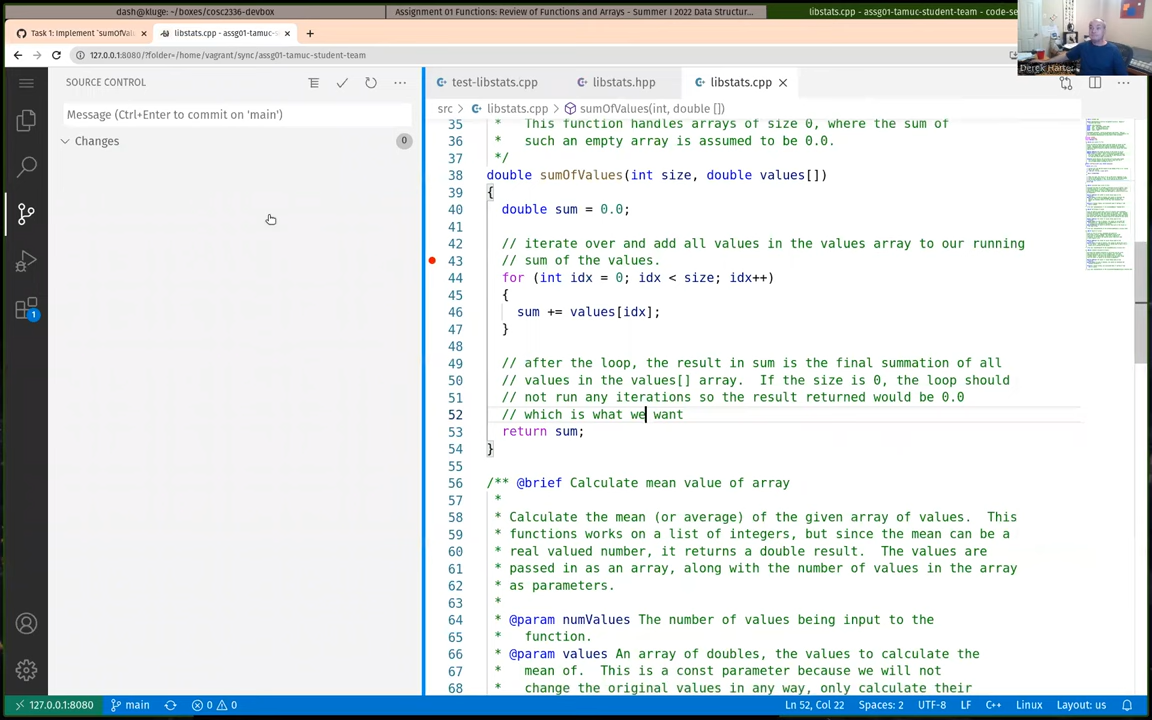 dash@kluge: ~/boxes/cosc2336-devbox
Assignment 01 Functions: Review of Functions and Arrays - Summer I 2022 Data Structur...
libstats.cpp - assg01-tamuc-student-team - code-se
Task 1: Implement `sumOfValu
libstats.cpp - assg01-tamuc-
127.0.0.1:8080/?folder=/home/vagrant/sync/assg01-tamuc-student-team
Derek Harter
SOURCE CONTROL
Message (Ctrl+Enter to commit on 'main')
Changes
0
1
test-libstats.cpp
libstats.hpp
libstats.cpp
src > libstats.cpp > sumOfValues(int, double [])
35 * This function handles arrays of size 0, where the sum of
36 * such an empty array is assumed to be 0.0.
37 */
38 double sumOfValues(int size, double values[])
39 {
40 double sum = 0.0;
41
42 // iterate over and add all values in the values array to our running
43 // sum of the values.
44 for (int idx = 0; idx < size; idx++)
45 {
46 sum += values[idx];
47 }
48
49 // after the loop, the result in sum is the final summation of all
50 // values in the values[] array.  If the size is 0, the loop should
51 // not run any iterations so the result returned would be 0.0
52 // which is what we want
53 return sum;
54 }
55
56 /** @brief Calculate mean value of array
57 *
58 * Calculate the mean (or average) of the given array of values.  This
59 * functions works on a list of integers, but since the mean can be a
60 * real valued number, it returns a double result.  The values are
61 * passed in as an array, along with the number of values in the array
62 * as parameters.
63 *
64 * @param numValues The number of values being input to the
65 * function.
66 * @param values An array of doubles, the values to calculate the
67 * mean of.  This is a const parameter because we will not
68 * change the original values in any way, only calculate their
127.0.0.1:8080
main
0 0
Ln 52, Col 22
Spaces: 2
UTF-8
LF
C++
Linux
Layout: us